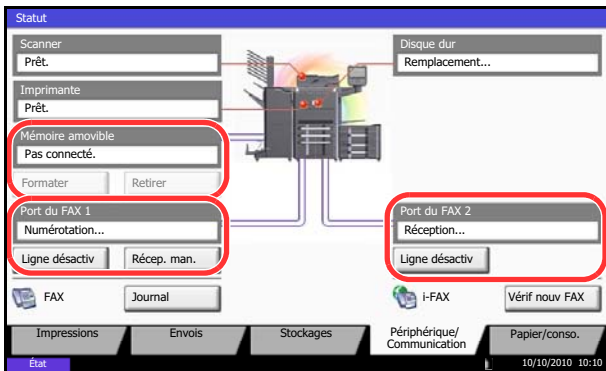 Statut
Scanner
Prêt.
Disque dur
Remplacement...
Imprimante
Prêt.
Mémoire amovible
Pas connecté.
Formater
Retirer
Port du FAX 1
Numérotation...
Ligne désactiv
Récep. man.
Port du FAX 2
Réception...
Ligne désactiv
FAX
Journal
i-FAX
Vérif nouv FAX
Impressions
Envois
Stockages
Périphérique/
Communication
Papier/conso.
État
10/10/2010 10:10